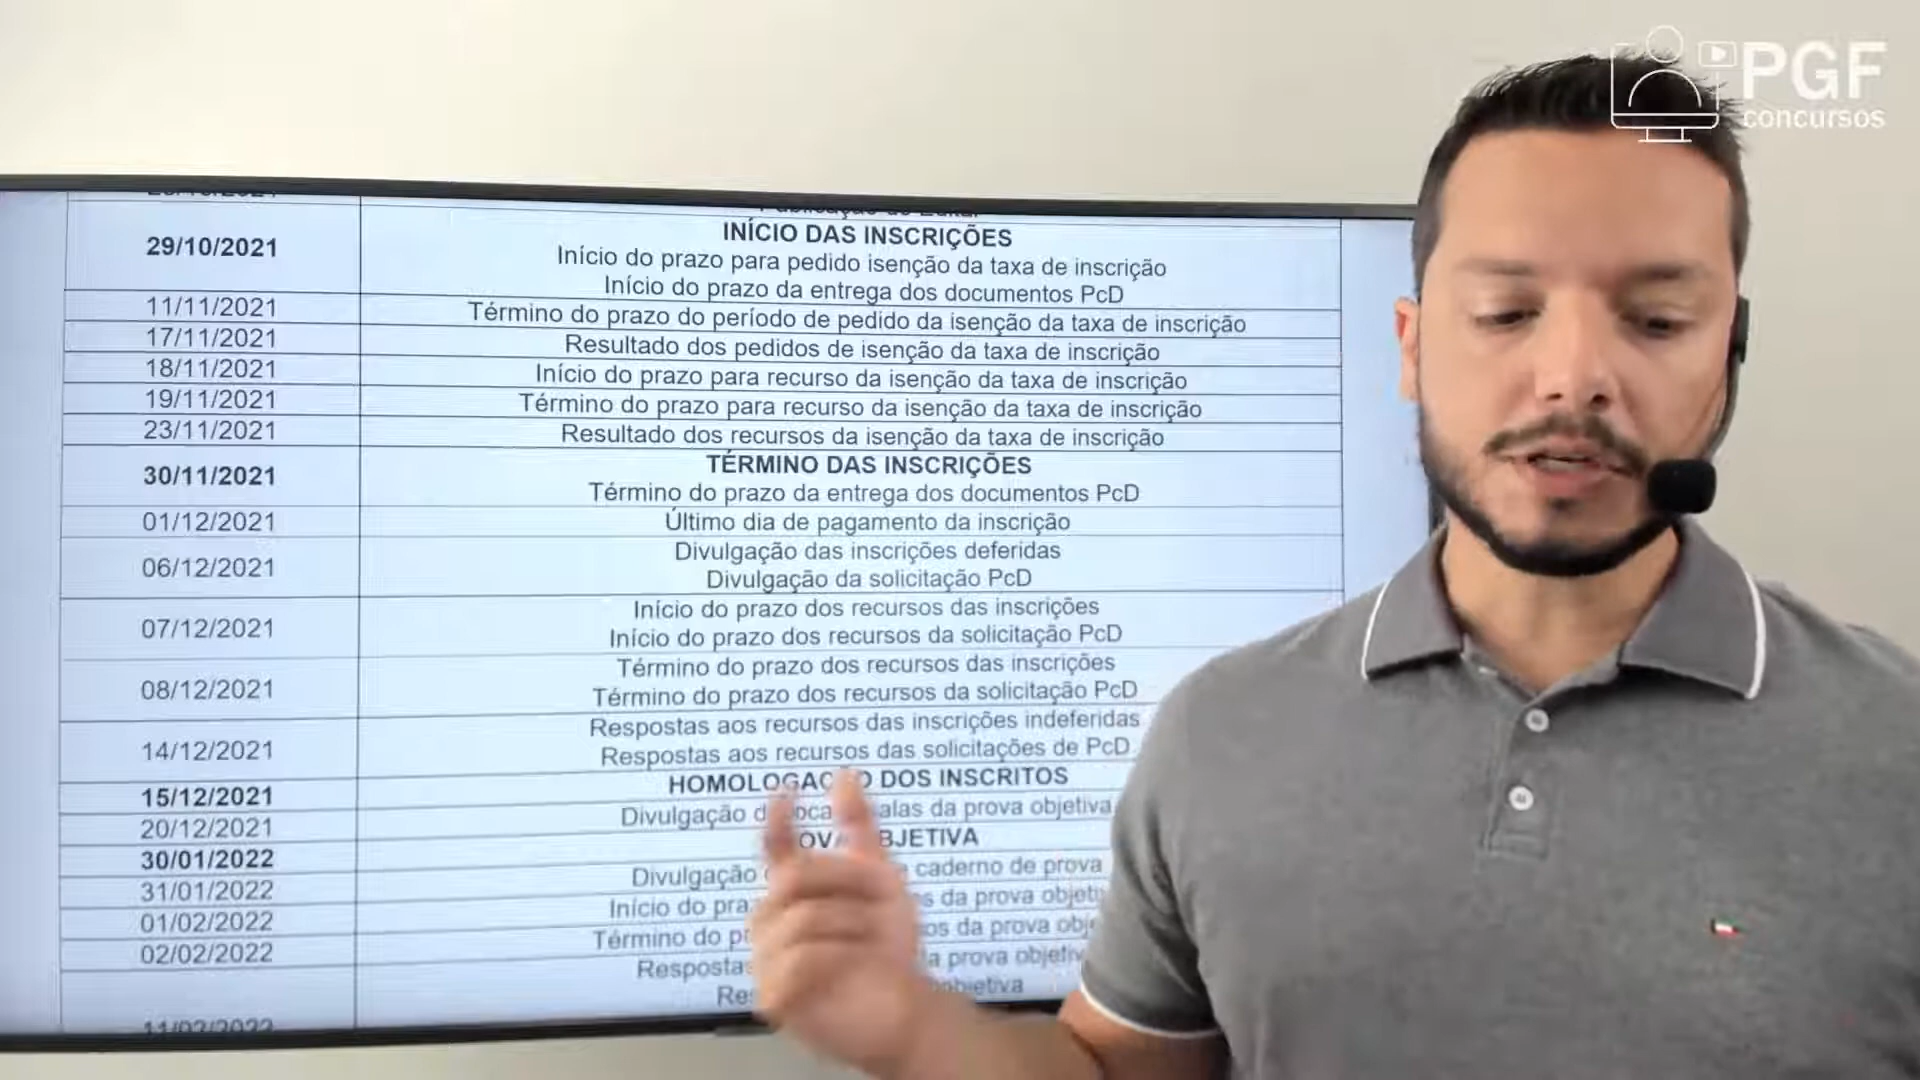 PGF
concursos
29/10/2021
INÍCIO DAS INSCRIÇÕES
Início do prazo para pedido isenção da taxa de inscrição
Início do prazo da entrega dos documentos PcD
11/11/2021
Término do prazo do período de pedido da isenção da taxa de inscrição
17/11/2021
Resultado dos pedidos de isenção da taxa de inscrição
18/11/2021
Início do prazo para recurso da isenção da taxa de inscrição
19/11/2021
Término do prazo para recurso da isenção da taxa de inscrição
23/11/2021
Resultado dos recursos da isenção da taxa de inscrição
30/11/2021
TÉRMINO DAS INSCRIÇÕES
Término do prazo da entrega dos documentos PcD
01/12/2021
Último dia de pagamento da inscrição
06/12/2021
Divulgação das inscrições deferidas
Divulgação da solicitação PcD
07/12/2021
Início do prazo dos recursos das inscrições
Início do prazo dos recursos da solicitação PcD
08/12/2021
Término do prazo dos recursos das inscrições
Término do prazo dos recursos da solicitação PcD
14/12/2021
Respostas aos recursos das inscrições indeferidas
Respostas aos recursos das solicitações de PcD
15/12/2021
HOMOLOGAÇÃO DOS INSCRITOS
20/12/2021
Divulgação da prova objetiva
30/01/2022
31/01/2022
Divulgação caderno de prova
01/02/2022
Início do da prova
02/02/2022
Término do da prova
a prova
11/02/2022